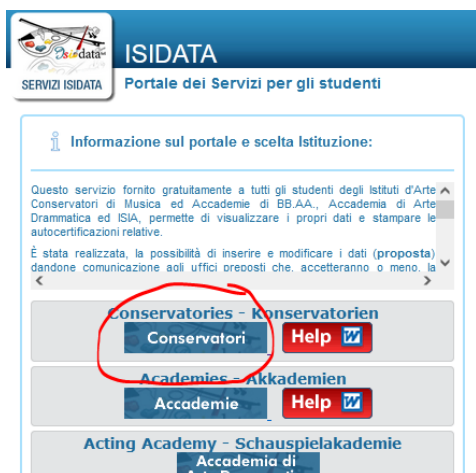 Isidata
SERVIZI ISIDATA
ISIDATA
Portale dei Servizi per gli studenti
Informazione sul portale e scelta Istituzione:
Questo servizio fornito gratuitamente a tutti gli studenti degli Istituti d'Arte
Conservatori di Musica ed Accademie di BB.AA., Accademia di Arte
Drammatica ed ISIA, permette di visualizzare i propri dati e stampare le
autocertificazioni relative.
È stata realizzata, la possibilità di inserire e modificare i dati (proposta)
dandone comunicazione agli uffici preposti che, accetteranno o meno, la
Conservatories - Konservatorien
Conservatori
Help W
Academies - Akkademien
Accademie
Help W
Acting Academy - Schauspielakademie
Accademia di